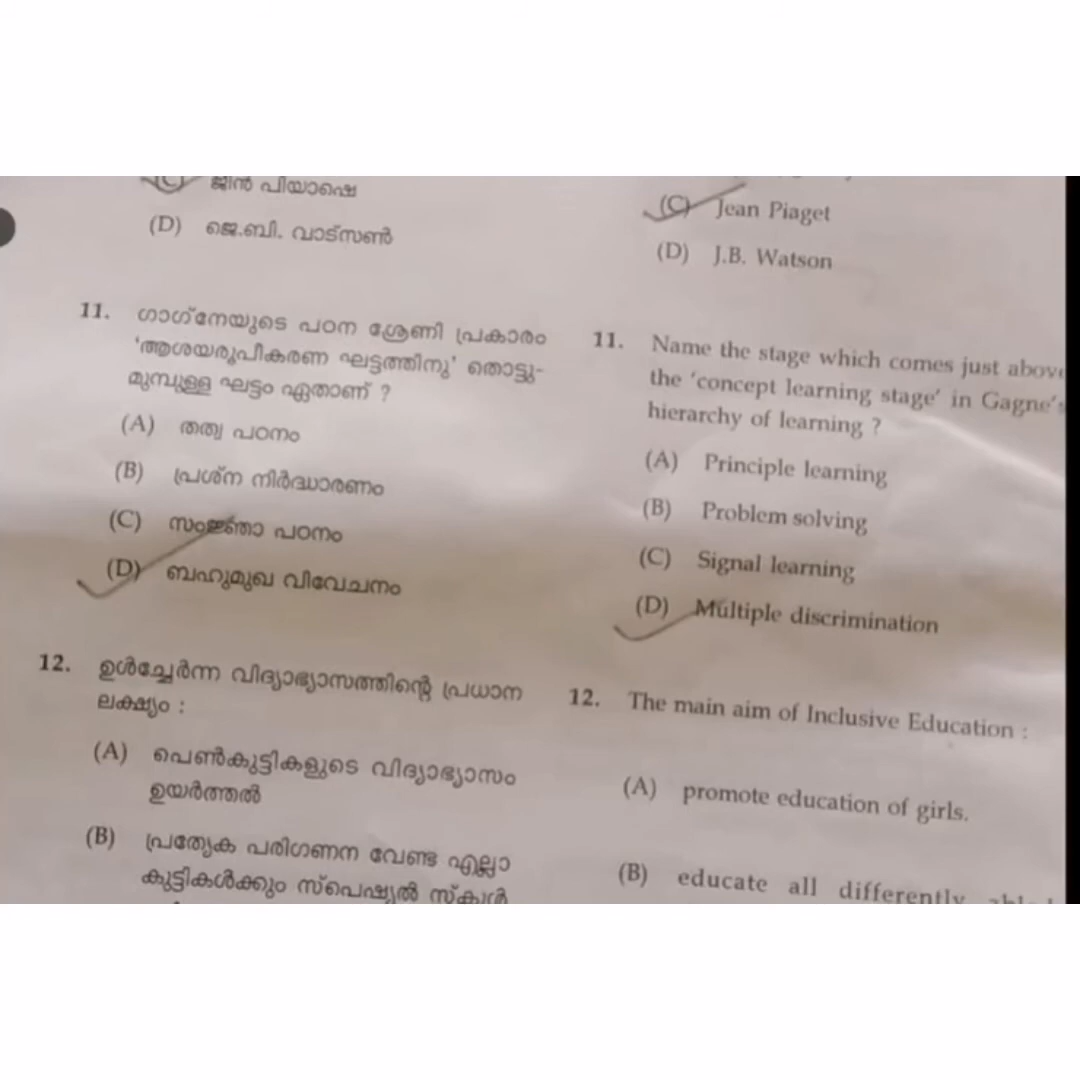 (C) ജീൻ പിയാഷെ
(D) ജെ.ബി. വാട്സൺ
11. ഗാഗ്നേയുടെ പഠന ശ്രേണി പ്രകാരം
'ആശയരൂപീകരണ ഘട്ടത്തിനു' തൊട്ടു-
മുമ്പുള്ള ഘട്ടം ഏതാണ് ?
(A) തത്വ പഠനം
(B) പ്രശ്ന നിർദ്ധാരണം
(C) സംജ്ഞാ പഠനം
(D) ബഹുമുഖ വിവേചനം
12. ഉൾച്ചേർന്ന വിദ്യാഭ്യാസത്തിന്റെ പ്രധാന
ലക്ഷ്യം :
(A) പെൺകുട്ടികളുടെ വിദ്യാഭ്യാസം
ഉയർത്തൽ
(B) പ്രത്യേക പരിഗണന വേണ്ട എല്ലാ
കുട്ടികൾക്കും സ്പെഷ്യൽ സ്കൂൾ
(C) Jean Piaget
(D) J.B. Watson
11. Name the stage which comes just above
the 'concept learning stage' in Gagne's
hierarchy of learning ?
(A) Principle learning
(B) Problem solving
(C) Signal learning
(D) Multiple discrimination
12. The main aim of Inclusive Education :
(A) promote education of girls.
(B) educate all differently